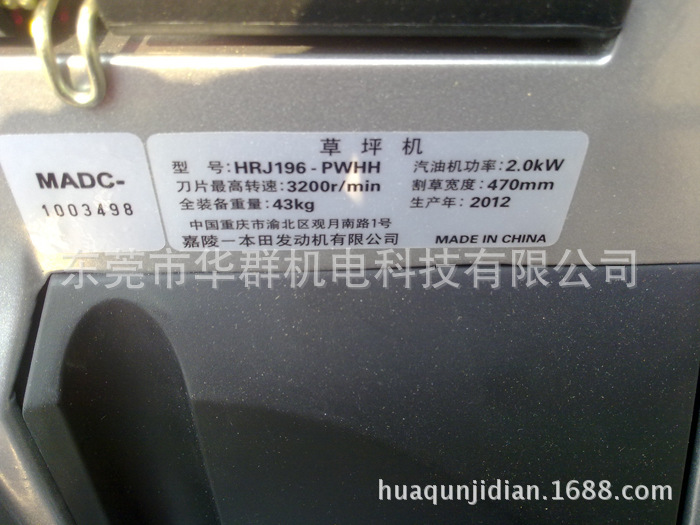 草坪机
MADC-
1003498
型 号:HRJ196-PWHH 汽油机功率:2.0kW
刀片最高转速:3200r/min 割草宽度:470mm
全装备重量:43kg 生产年:2012
中国重庆市渝北区观月南路1号
嘉陵—本田发动机有限公司 MADE IN CHINA
东莞市华群机电科技有限公司
huaqunjidian.1688.com